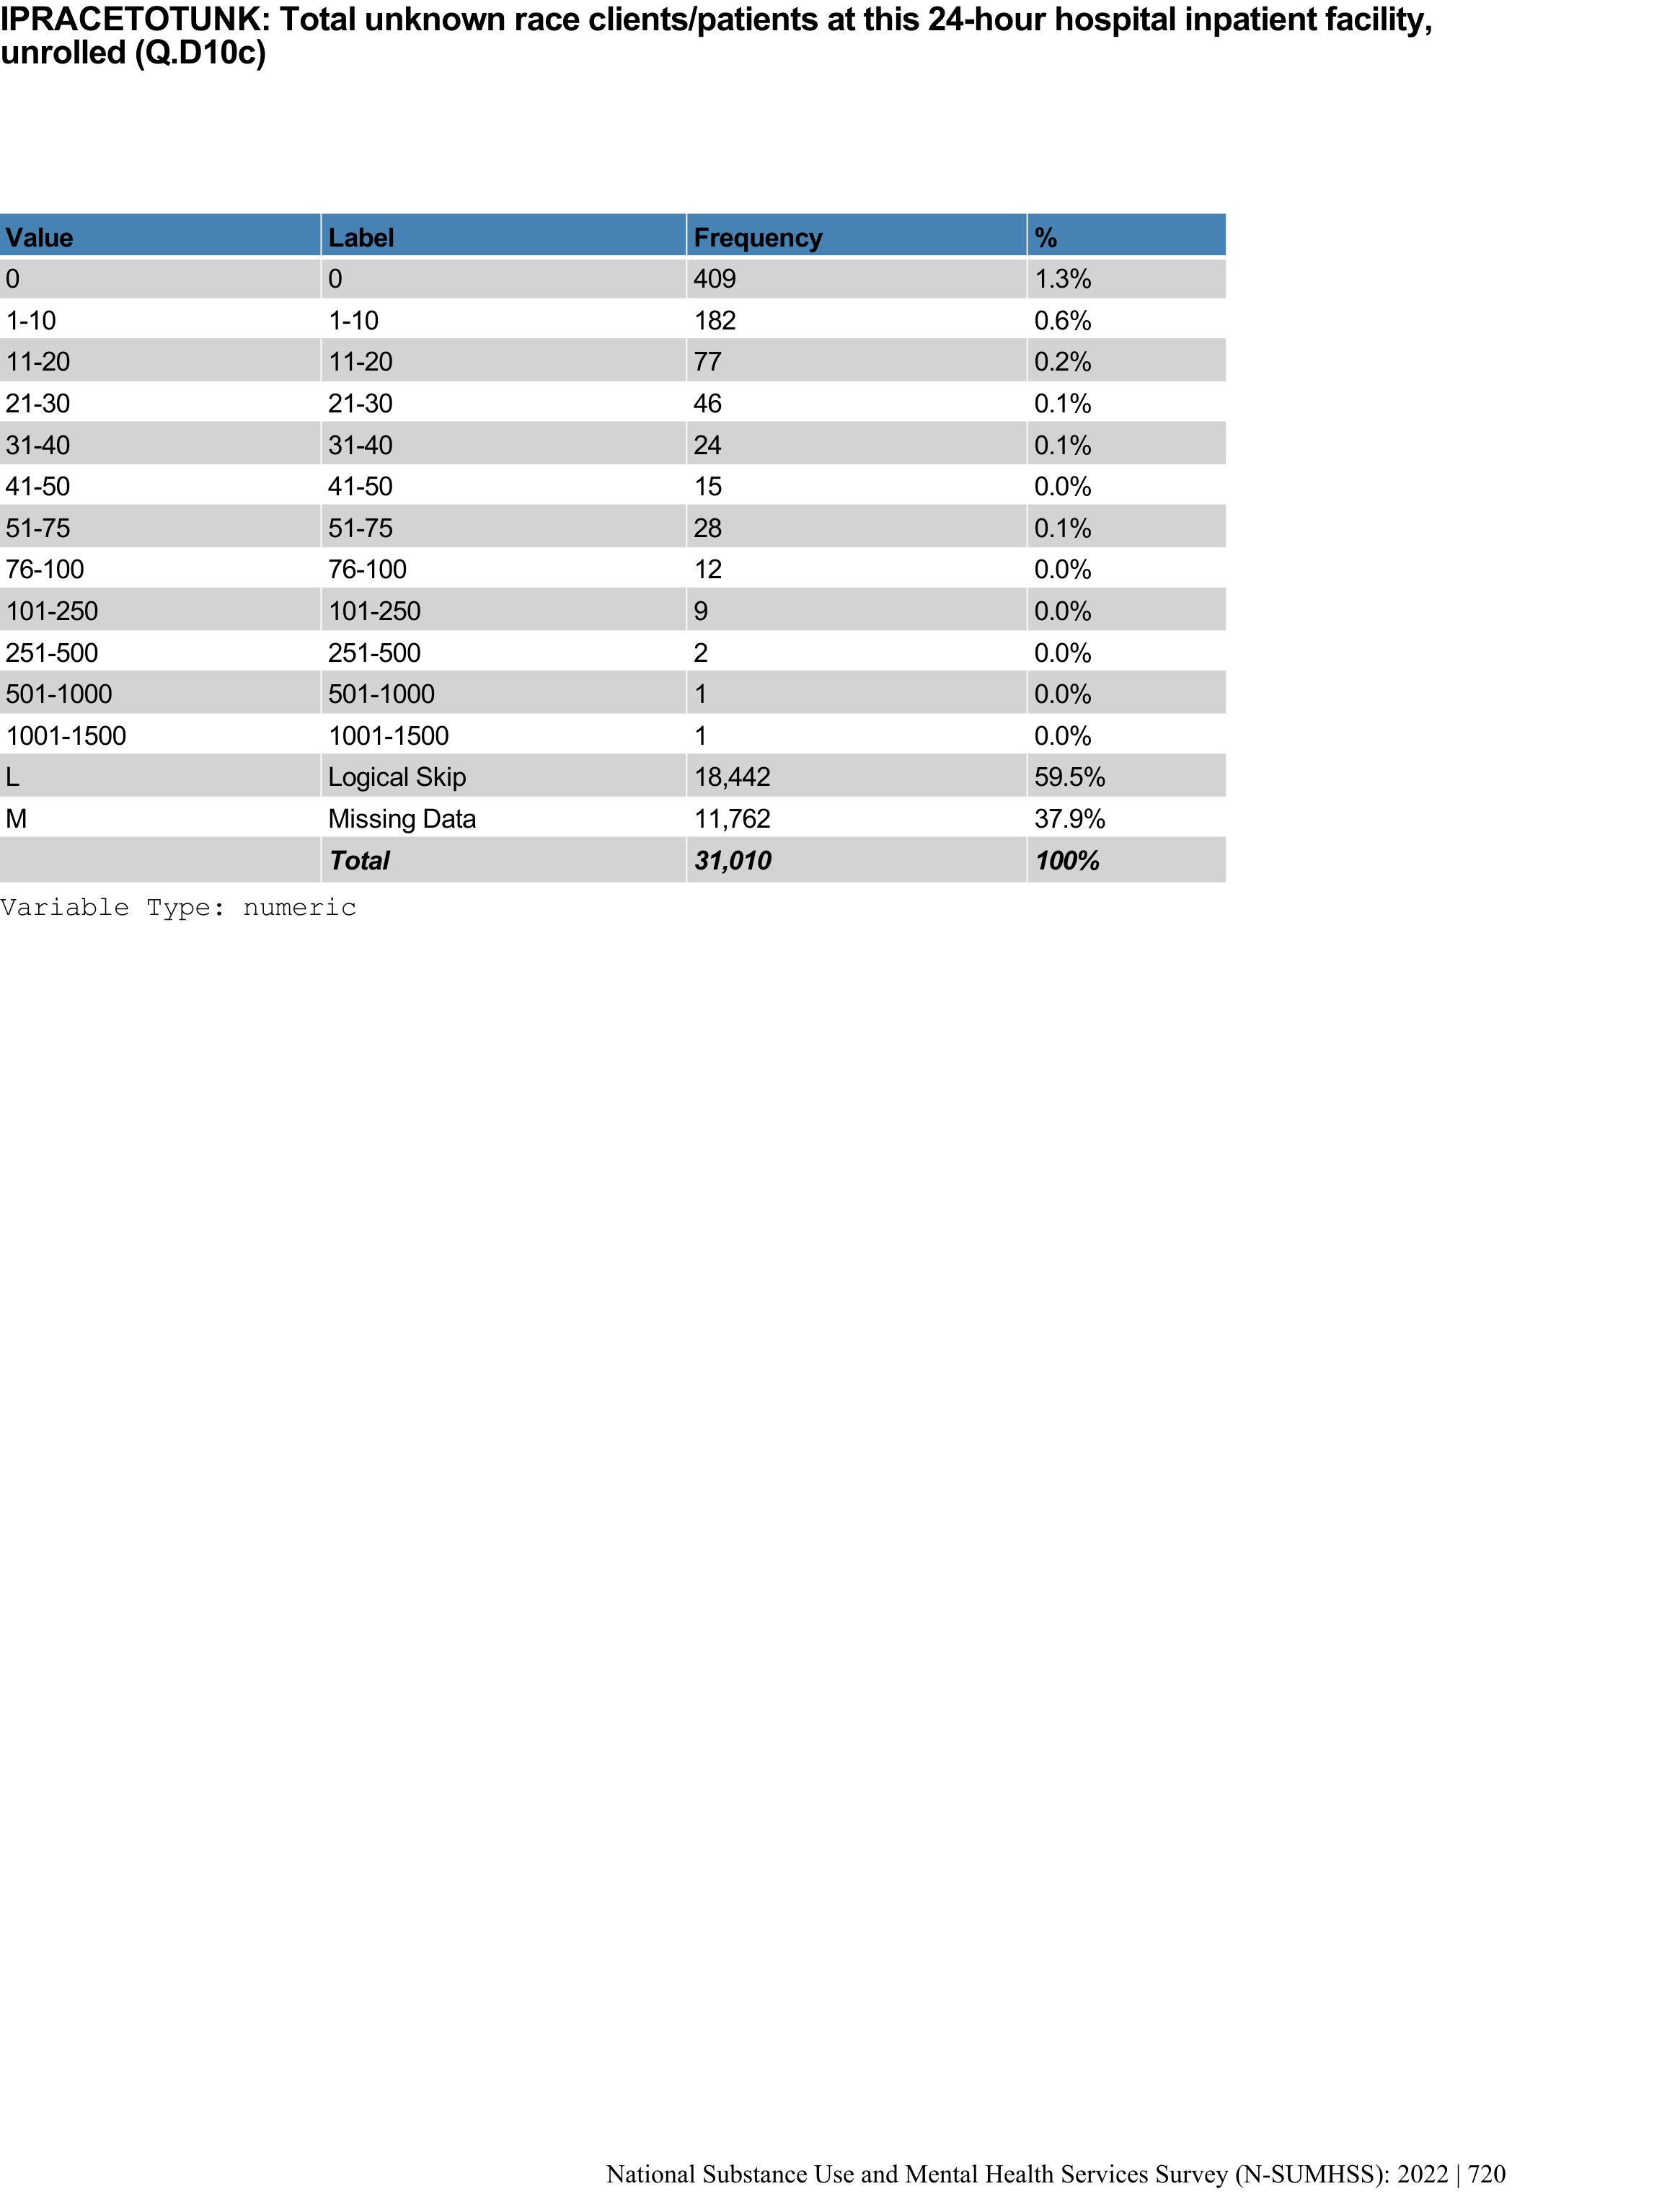 IPRACETOTUNK: Total unknown race clients/patients at this 24-hour hospital inpatient facility,
unrolled (Q.D10c)
Value Label Frequency %
0 0 409 1.3%
1-10 1-10 182 0.6%
11-20 11-20 77 0.2%
21-30 21-30 46 0.1%
31-40 31-40 24 0.1%
41-50 41-50 15 0.0%
51-75 51-75 28 0.1%
76-100 76-100 12 0.0%
101-250 101-250 9 0.0%
251-500 251-500 2 0.0%
501-1000 501-1000 1 0.0%
1001-1500 1001-1500 1 0.0%
L Logical Skip 18,442 59.5%
M Missing Data 11,762 37.9%
Total 31,010 100%
Variable Type: numeric
National Substance Use and Mental Health Services Survey (N-SUMHSS): 2022 | 720